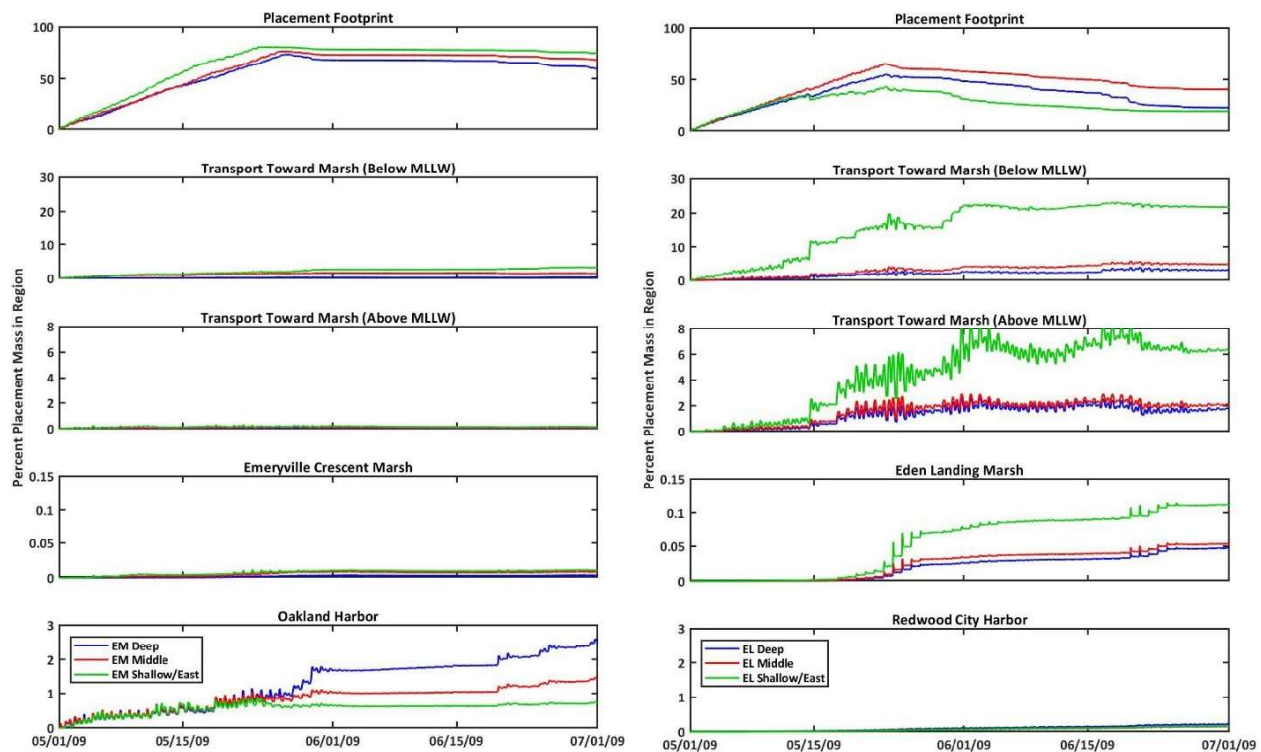 Placement Footprint
100
50
0
Transport Toward Marsh (Below MLLW)
30
20
10
0
Transport Toward Marsh (Above MLLW)
8
6
4
2
0
Emeryville Crescent Marsh
0.15
0.1
0.05
0
Oakland Harbor
3
2
1
0
EM Deep
EM Middle
EM Shallow/East
05/01/09 05/15/09 06/01/09 06/15/09 07/01/09
Percent Placement Mass in Region
Placement Footprint
100
50
0
Transport Toward Marsh (Below MLLW)
30
20
10
0
Transport Toward Marsh (Above MLLW)
8
6
4
2
0
Eden Landing Marsh
0.15
0.1
0.05
0
Redwood City Harbor
3
2
1
0
EL Deep
EL Middle
EL Shallow/East
05/01/09 05/15/09 06/01/09 06/15/09 07/01/09
Percent Placement Mass in Region